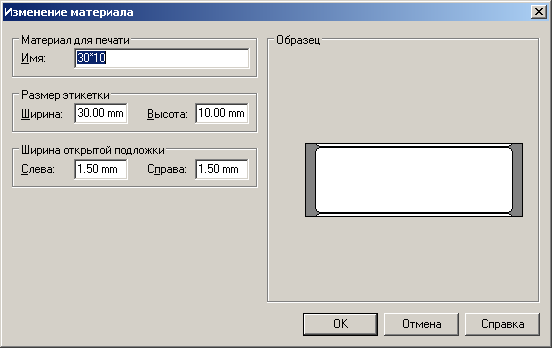 Изменение материала
Материал для печати
Имя: 30*10
Размер этикетки
Ширина: 30.00 mm Высота: 10.00 mm
Ширина открытой подложки
Слева: 1.50 mm Справа: 1.50 mm
Образец
OK Отмена Справка